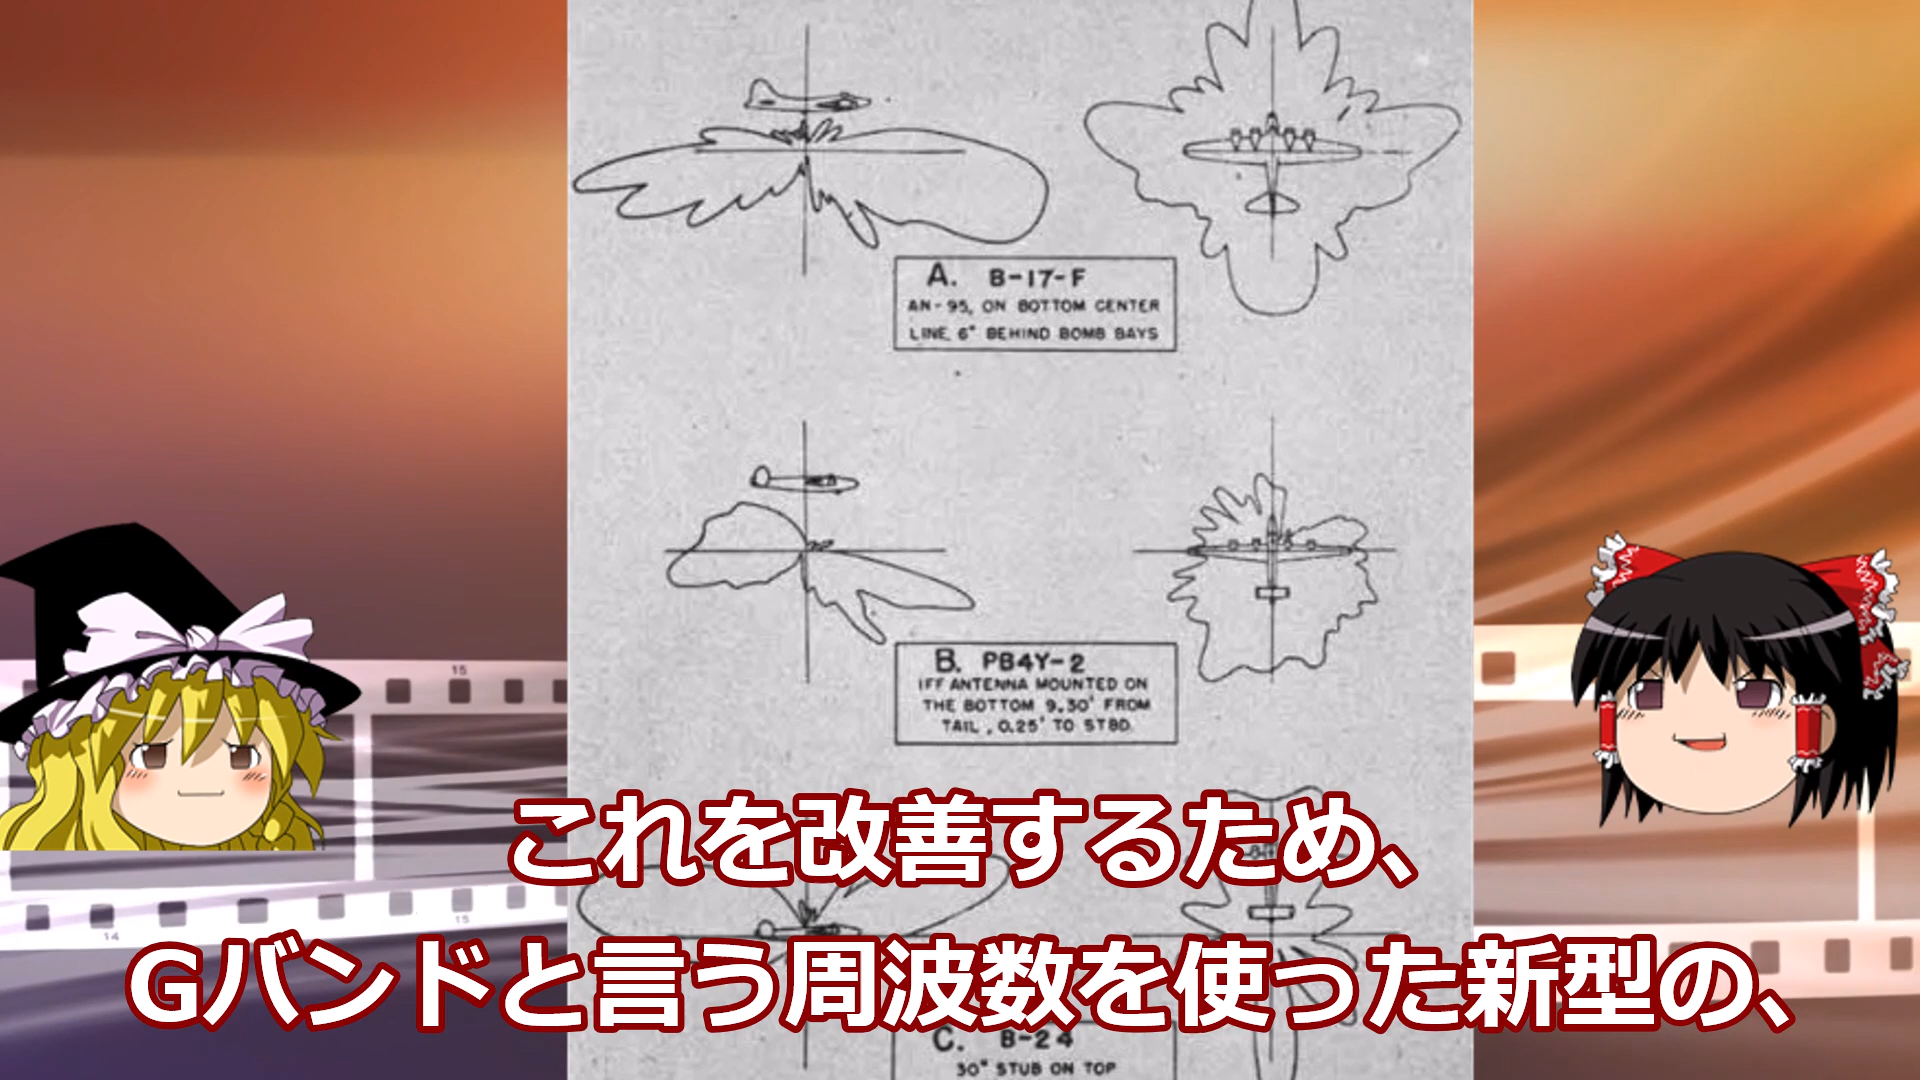 A. B-17-F
AN-95, ON BOTTOM CENTER
LINE 6" BEHIND BOMB BAYS
B. PB4Y-2
IFF ANTENNA MOUNTED ON
THE BOTTOM 9.30' FROM
TAIL, 0.25' TO STBD.
15
これを改善するため、
14
15
Gバンドと言う周波数を使った新型の、
C. B-24
30" STUB ON TOP